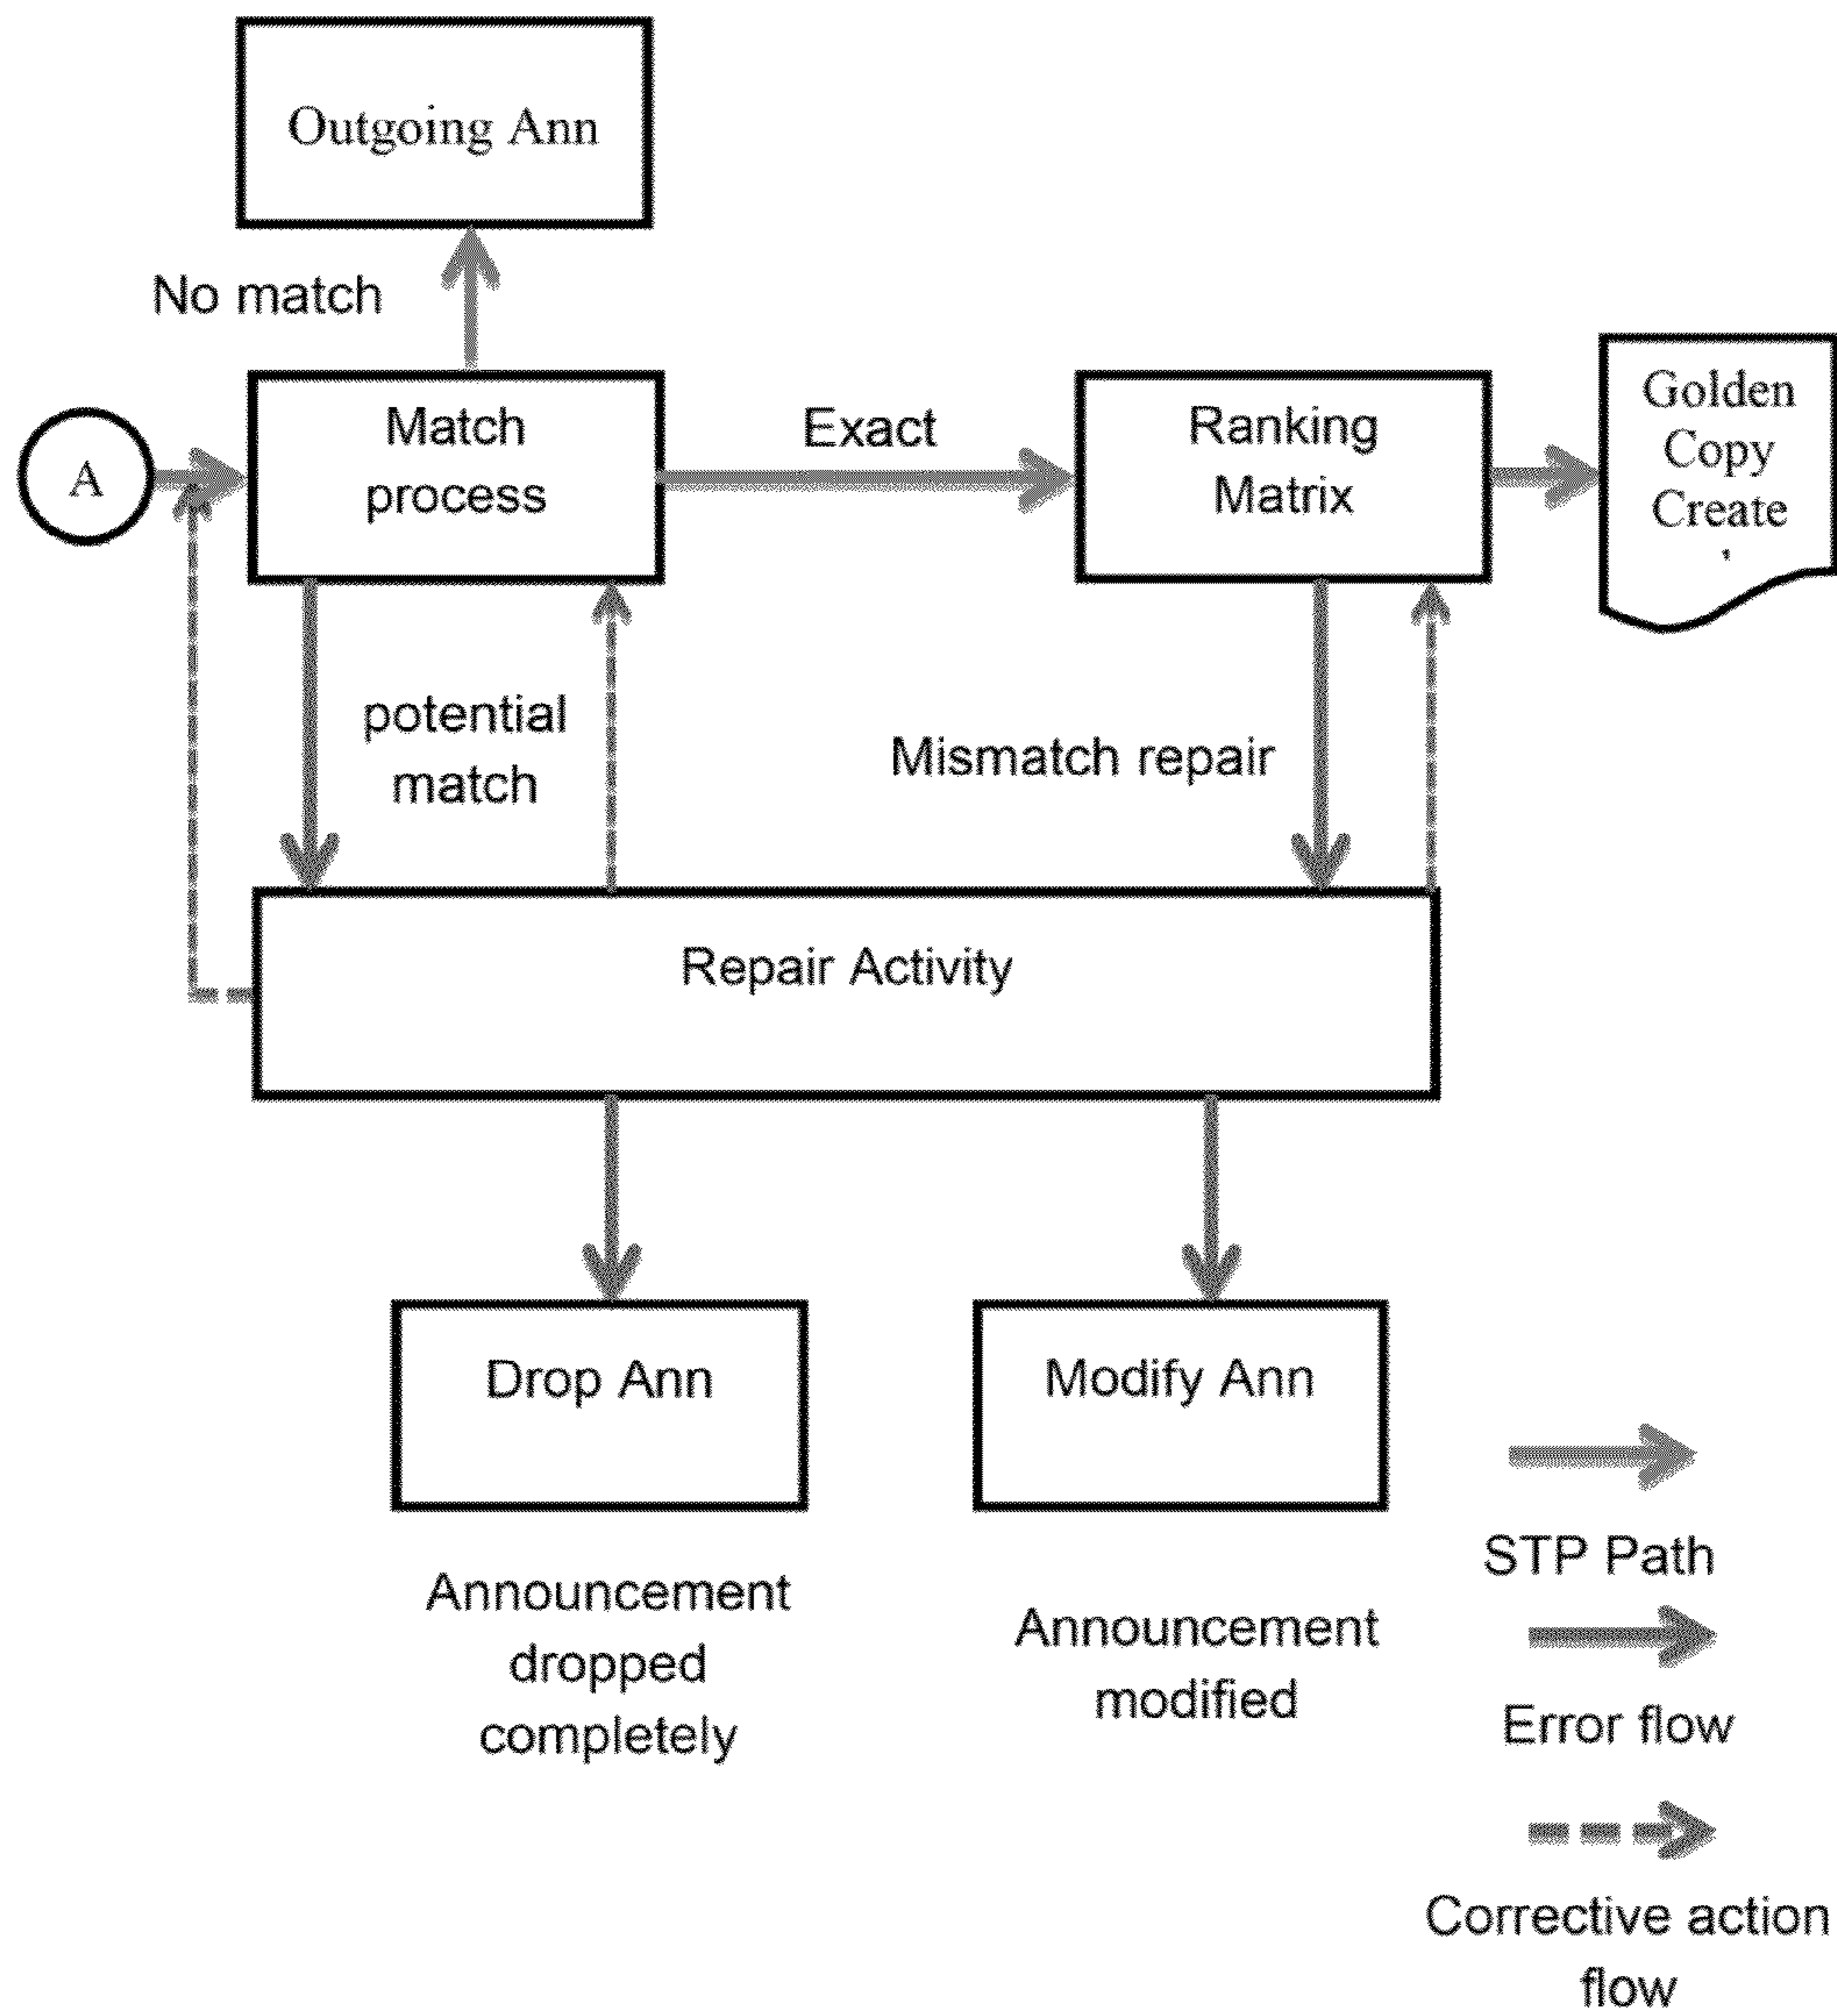 Outgoing Ann
No match
A
Match
process
Exact
Ranking
Matrix
Golden
Copy
Create
potential
match
Mismatch repair
Repair Activity
Drop Ann
Modify Ann
Announcement
dropped
completely
Announcement
modified
STP Path
Error flow
Corrective action
flow